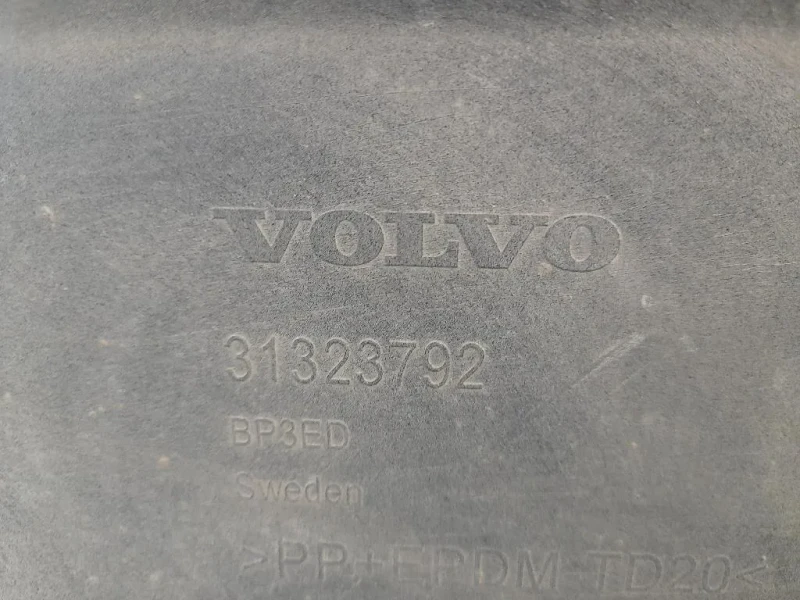 VOLVO
31323792
BP3ED
Sweden
>PP+EPDM-TD20<